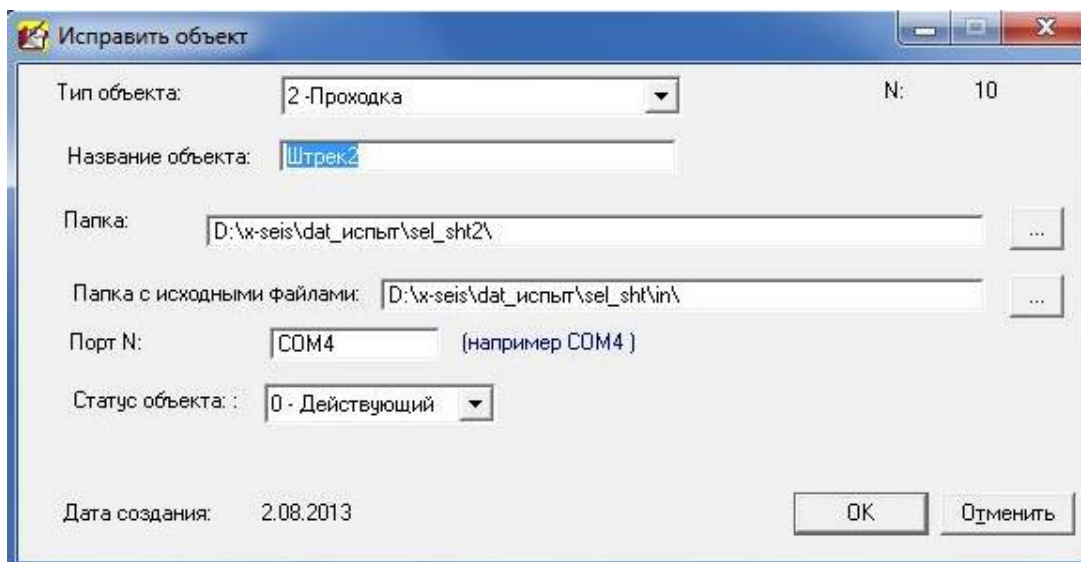 Исправить объект
Тип объекта: 2 -Проходка N: 10
Название объекта: Штрек2
Папка: D:\x-seis\dat_испыт\sel_sht2\ ...
Папка с исходными файлами: D:\x-seis\dat_испыт\sel_sht\in\ ...
Порт N: COM4 (например COM4 )
Статус объекта: : 0 - Действующий
Дата создания: 2.08.2013 OK Отменить